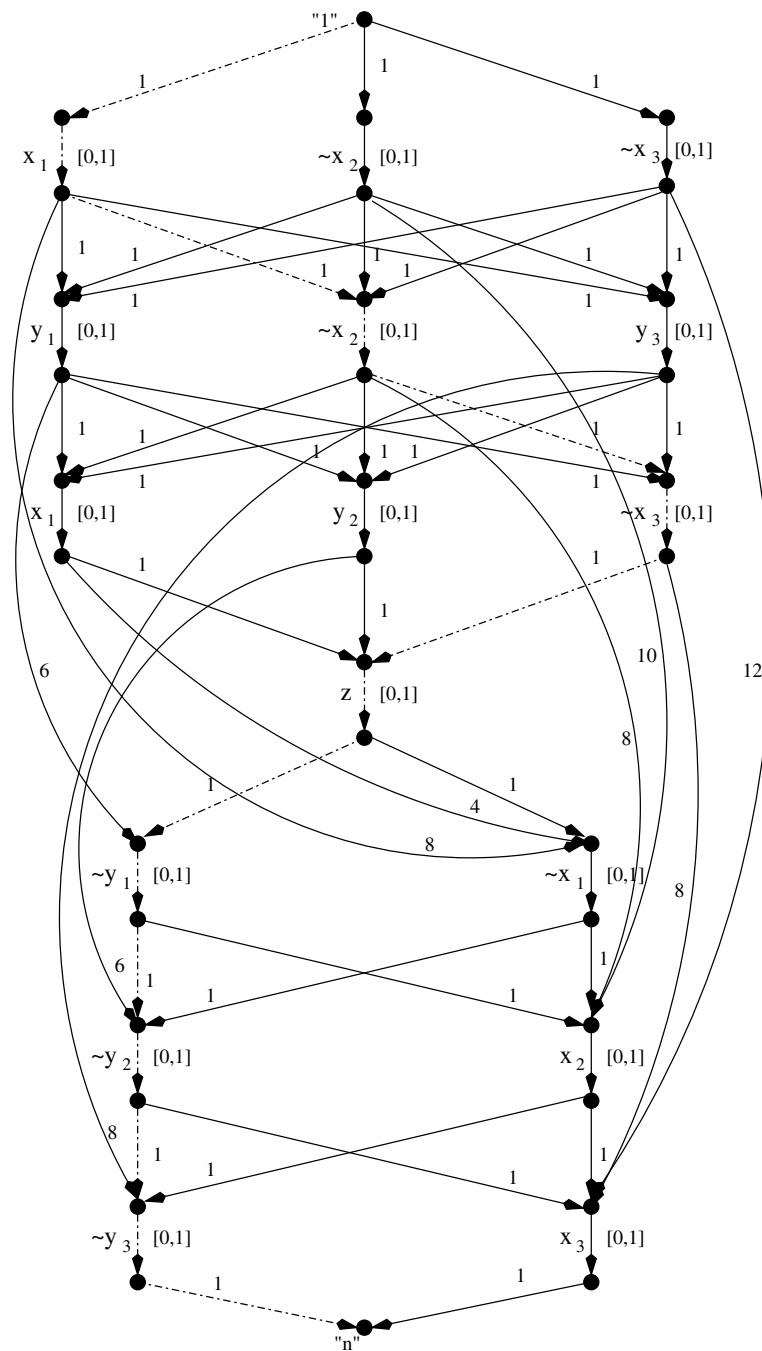 "1"
1 1 1
x 1 [0,1] ~x 2 [0,1] ~x 3 [0,1]
1 1 1 1 1
1 1 1 1
y 1 [0,1] ~x 2 [0,1] y 3 [0,1]
1 1 1 1 1 1 1
1 1
x 1 [0,1] y 2 [0,1] ~x 3 [0,1]
1 1
1
6 10 12
z [0,1]
8
1 1
4
8
~y 1 [0,1] ~x 1 [0,1]
8
6 1 1
1 1
~y 2 [0,1] x 2 [0,1]
8
1 1
1 1
~y 3 [0,1] x 3 [0,1]
1 1
"n"